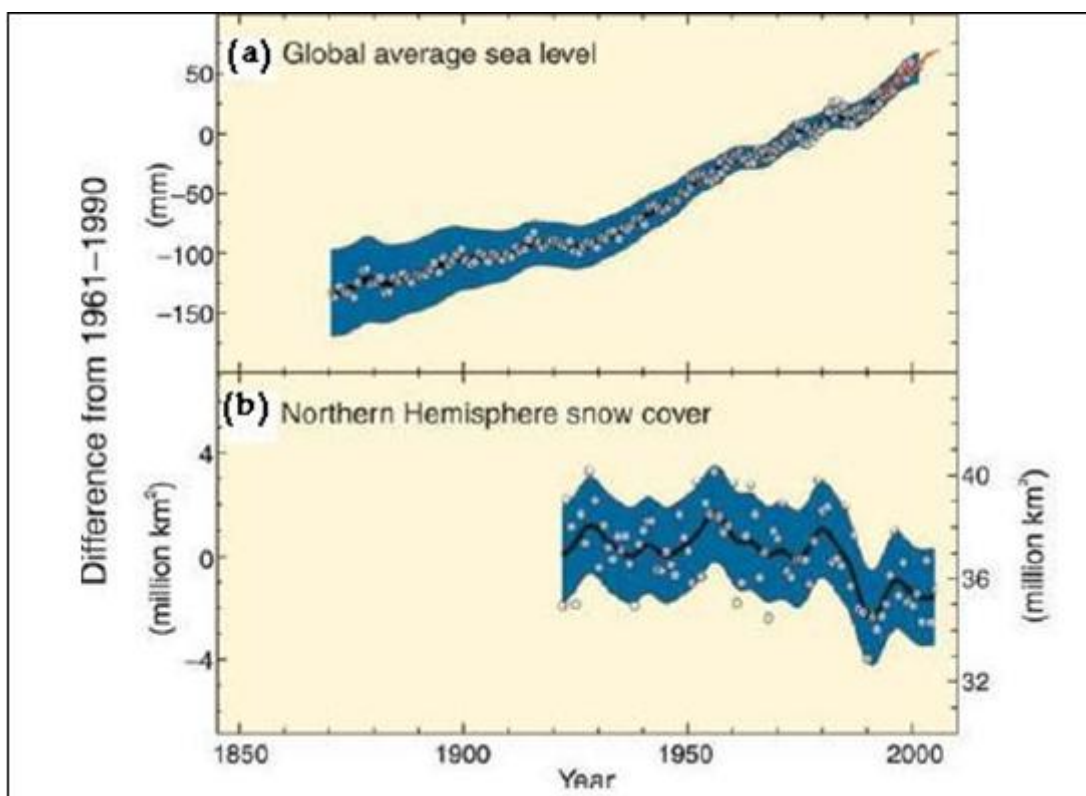 (a) Global average sea level
50
0
−50
−100
−150
(mm)
Difference from 1961–1990
(b) Northern Hemisphere snow cover
4
0
−4
(million km²)
40
36
32
(million km²)
1850 1900 1950 2000
Year